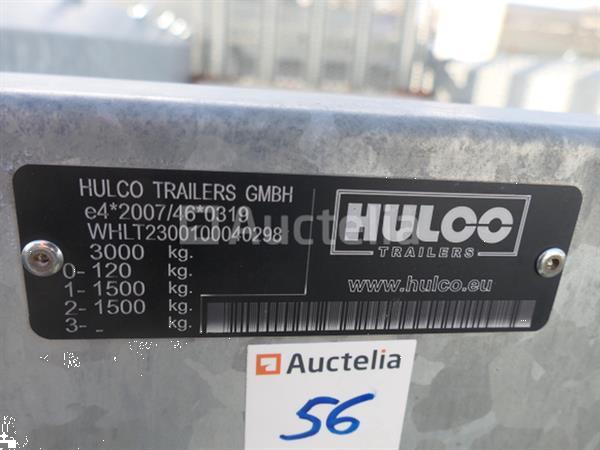 Auctelia
HULCO TRAILERS GMBH
e4*2007/46*0319
WHLT2300100040298
3000 kg.
0- 120 kg.
1- 1500 kg.
2- 1500 kg.
3- - kg.
HULCO
TRAILERS
www.hulco.eu
Auctelia
56